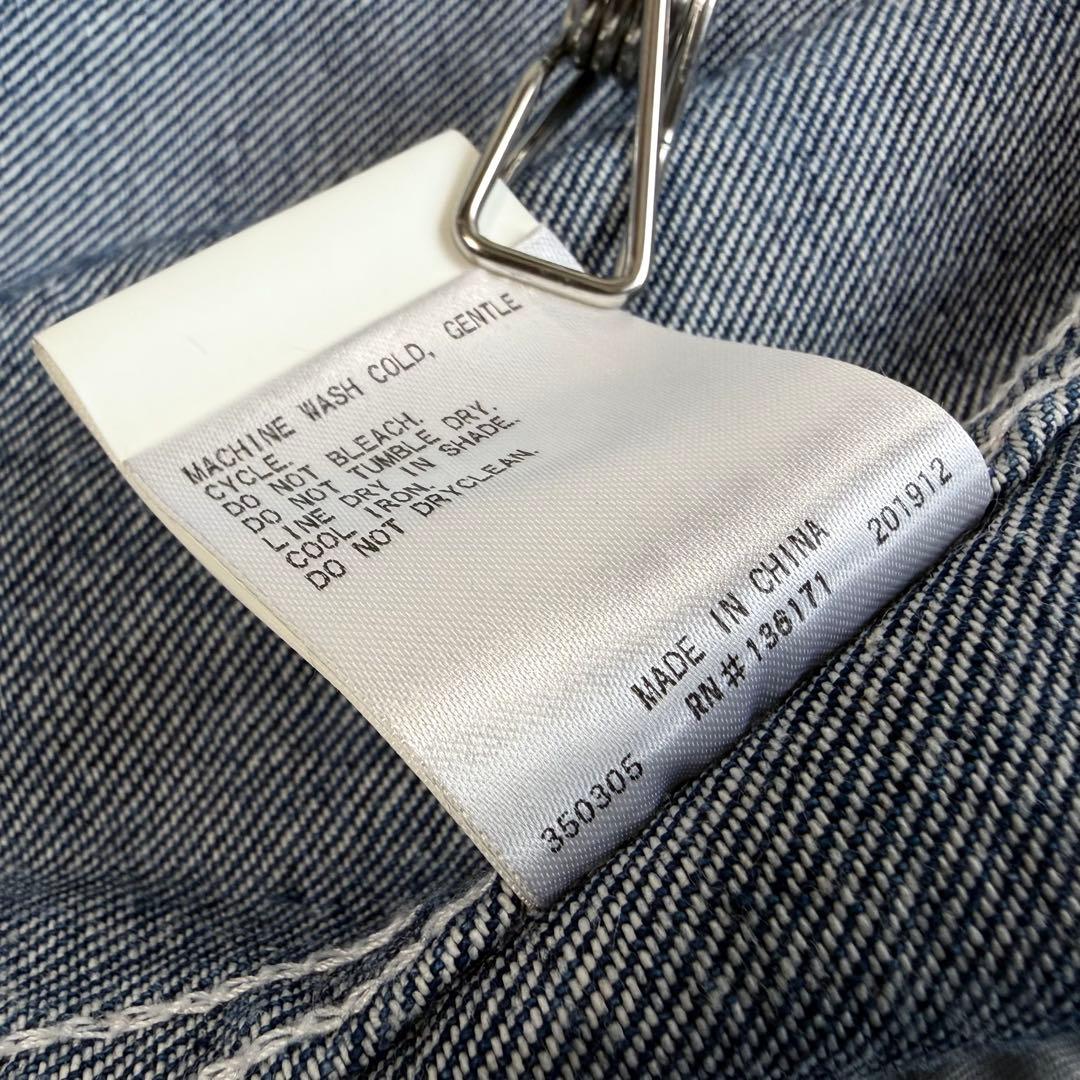 MACHINE WASH COLD, GENTLE
CYCLE.
DO NOT BLEACH.
DO NOT TUMBLE DRY.
LINE DRY IN SHADE.
COOL IRON.
DO NOT DRYCLEAN.
MADE IN CHINA
RN # 136171
350305
201912